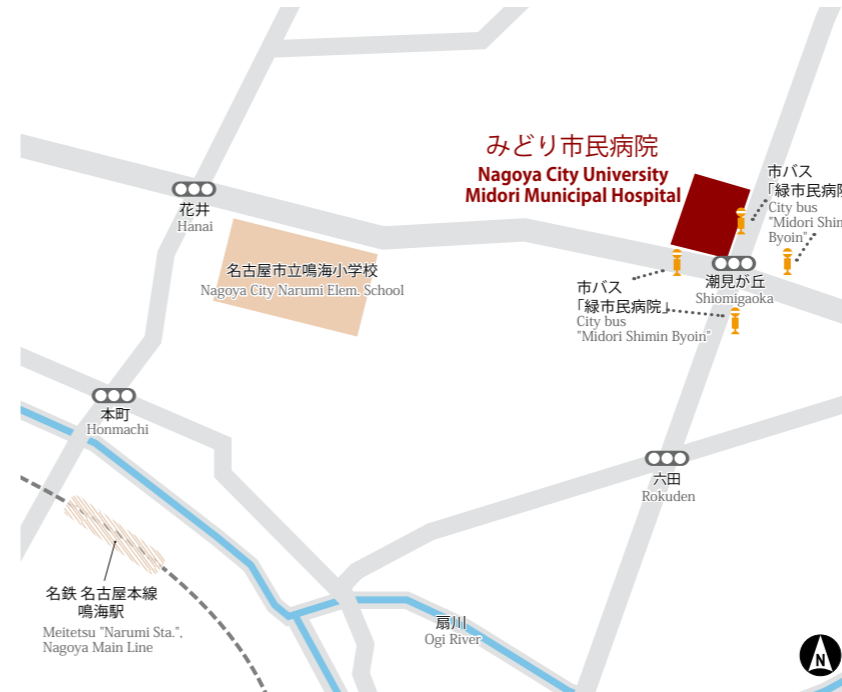 みどり市民病院
Nagoya City University
Midori Municipal Hospital
市バス
「緑市民病院
City bus
"Midori Shim
Byoin"
花井
Hanai
名古屋市立鳴海小学校
Nagoya City Narumi Elem. School
潮見が丘
Shiomigaoka
市バス
「緑市民病院」
City bus
"Midori Shimin Byoin"
本町
Honmachi
六田
Rokuden
名鉄 名古屋本線
鳴海駅
Meitetsu "Narumi Sta.",
Nagoya Main Line
扇川
Ogi River
N